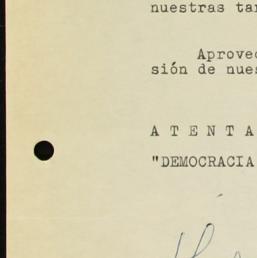 nuestras tar
Aprovec
sión de nues
A T E N T A
"DEMOCRACIA